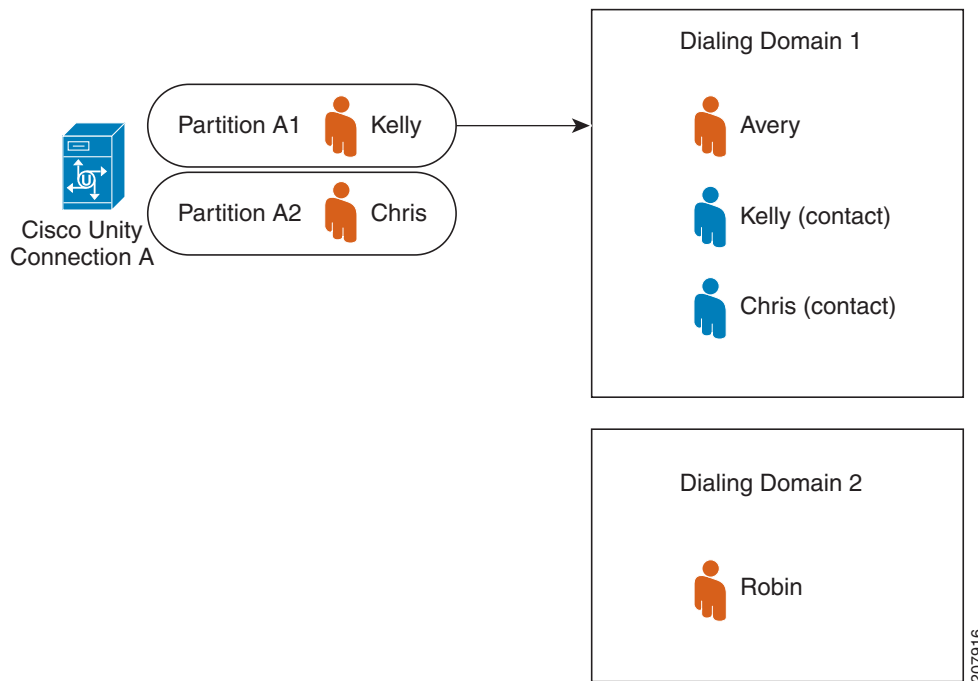 Dialing Domain 1
Partition A1
Kelly
Avery
Partition A2
Chris
Kelly (contact)
U
Cisco Unity
Connection A
Chris (contact)
Dialing Domain 2
Robin
207916